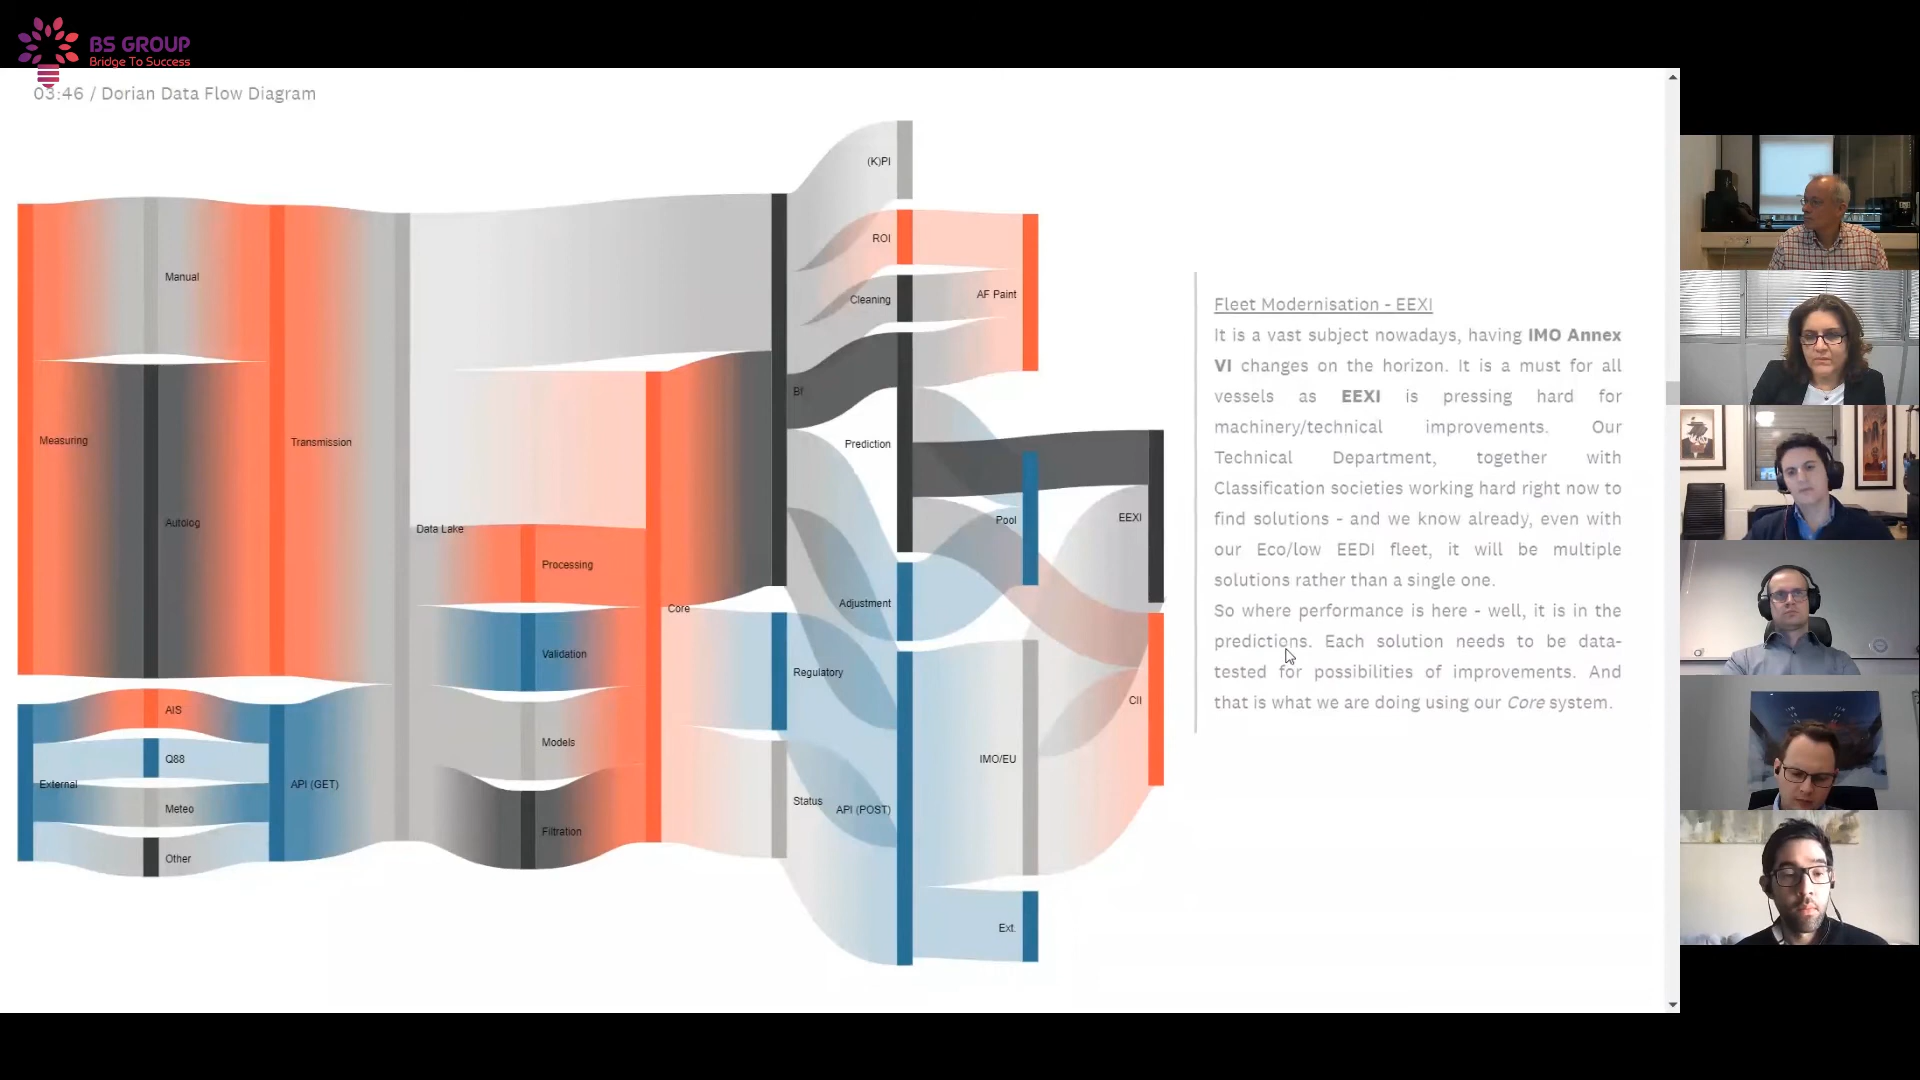 BS GROUP
Bridge To Success
03:46 / Dorian Data Flow Diagram
(K)PI
ROI
Cleaning
AF Paint
Manual
BI
Measuring
Transmission
Prediction
Autolog
Data Lake
Pool
EEXI
Processing
Core
Adjustment
Validation
Regulatory
AIS
CII
Models
Q88
IMO/EU
External
API (GET)
Status
API (POST)
Meteo
Filtration
Other
Ext.
Fleet Modernisation - EEXI
It is a vast subject nowadays, having IMO Annex
VI changes on the horizon. It is a must for all
vessels as EEXI is pressing hard for
machinery/technical improvements. Our
Technical Department, together with
Classification societies working hard right now to
find solutions - and we know already, even with
our Eco/low EEDI fleet, it will be multiple
solutions rather than a single one.
So where performance is here - well, it is in the
predictions. Each solution needs to be data-
tested for possibilities of improvements. And
that is what we are doing using our Core system.